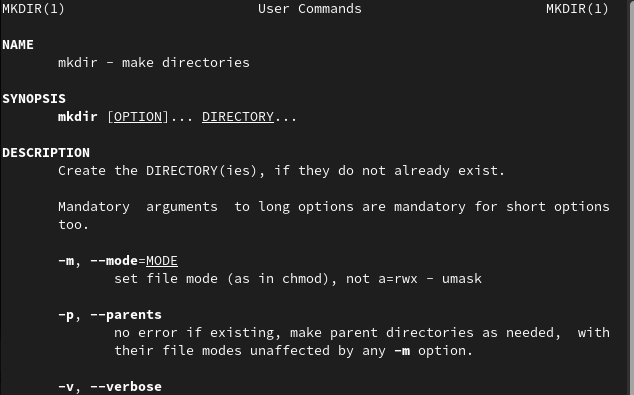 MKDIR(1) User Commands MKDIR(1)
NAME
mkdir - make directories
SYNOPSIS
mkdir [OPTION]... DIRECTORY...
DESCRIPTION
Create the DIRECTORY(ies), if they do not already exist.
Mandatory arguments to long options are mandatory for short options
too.
-m, --mode=MODE
set file mode (as in chmod), not a=rwx - umask
-p, --parents
no error if existing, make parent directories as needed, with
their file modes unaffected by any -m option.
-v, --verbose